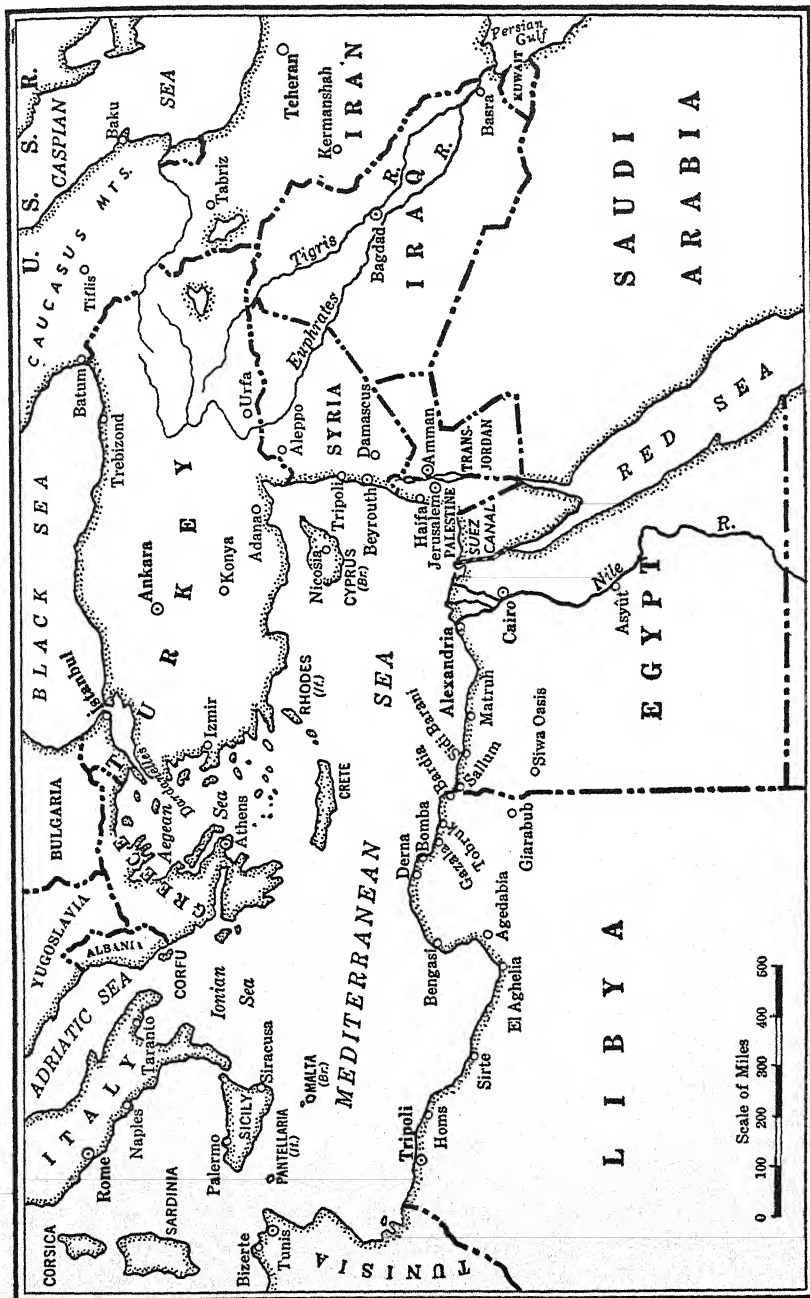 U. S. S. R.
CASPIAN
SEA
CAUCASUS MTS.
Baku
Tiflis
Batum
BLACK SEA
Trebizond
Istanbul
BULGARIA
YUGOSLAVIA
ALBANIA
ADRIATIC SEA
ITALY
Rome
Naples
Taranto
CORSICA
SARDINIA
CORFU
GREECE
Aegean
Sea
Dardanelles
Athens
Izmir
TURKEY
Ankara
Konya
Adana
Urfa
Tabriz
Teheran
Kermanshah
IRAN
Ionian
Sea
Palermo
SICILY
Siracusa
PANTELLARIA
(It.)
MALTA
(Br.)
Bizerte
Tunis
TUNISIA
MEDITERRANEAN
SEA
CRETE
RHODES
(It.)
Nicosia
CYPRUS
(Br.)
Aleppo
SYRIA
Tripoli
Beyrouth
Damascus
Tigris R.
Euphrates R.
Bagdad
IRAQ
Basra
KUWAIT
Persian
Gulf
Haifa
Jerusalem
PALESTINE
Amman
TRANS-
JORDAN
SUEZ
CANAL
SAUDI
ARABIA
RED SEA
Tripoli
Homs
Sirte
El Agheila
Agedabia
Bengasi
Derna
Bomba
Gazala
Tobruk
Bardia
Sidi Barani
Sallum
Matruh
Alexandria
Cairo
Nile R.
Asyût
Siwa Oasis
Giarabub
EGYPT
LIBYA
Scale of Miles
0 100 200 300 400 500